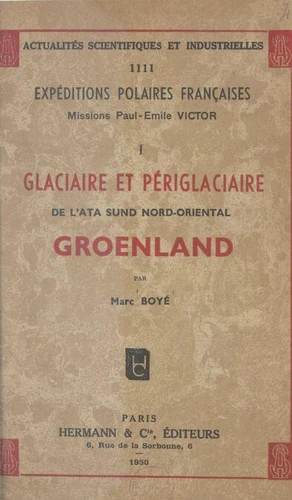 ACTUALITÉS SCIENTIFIQUES ET INDUSTRIELLES
1111
EXPÉDITIONS POLAIRES FRANÇAISES
Missions Paul-Emile VICTOR
I
GLACIAIRE ET PÉRIGLACIAIRE
DE L'ATA SUND NORD-ORIENTAL
GROENLAND
PAR
Marc BOYÉ
HC
PARIS
HERMANN & Cie, ÉDITEURS
6, Rue de la Sorbonne, 6
1950